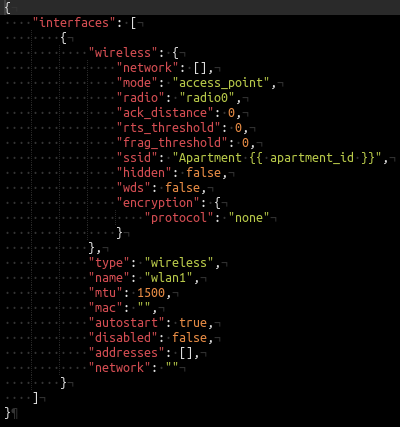 {
    "interfaces": [
        {
            "wireless": {
                "network": [],
                "mode": "access_point",
                "radio": "radio0",
                "ack_distance": 0,
                "rts_threshold": 0,
                "frag_threshold": 0,
                "ssid": "Apartment {{ apartment_id }}",
                "hidden": false,
                "wds": false,
                "encryption": {
                    "protocol": "none"
                }
            },
            "type": "wireless",
            "name": "wlan1",
            "mtu": 1500,
            "mac": "",
            "autostart": true,
            "disabled": false,
            "addresses": [],
            "network": ""
        }
    ]
}